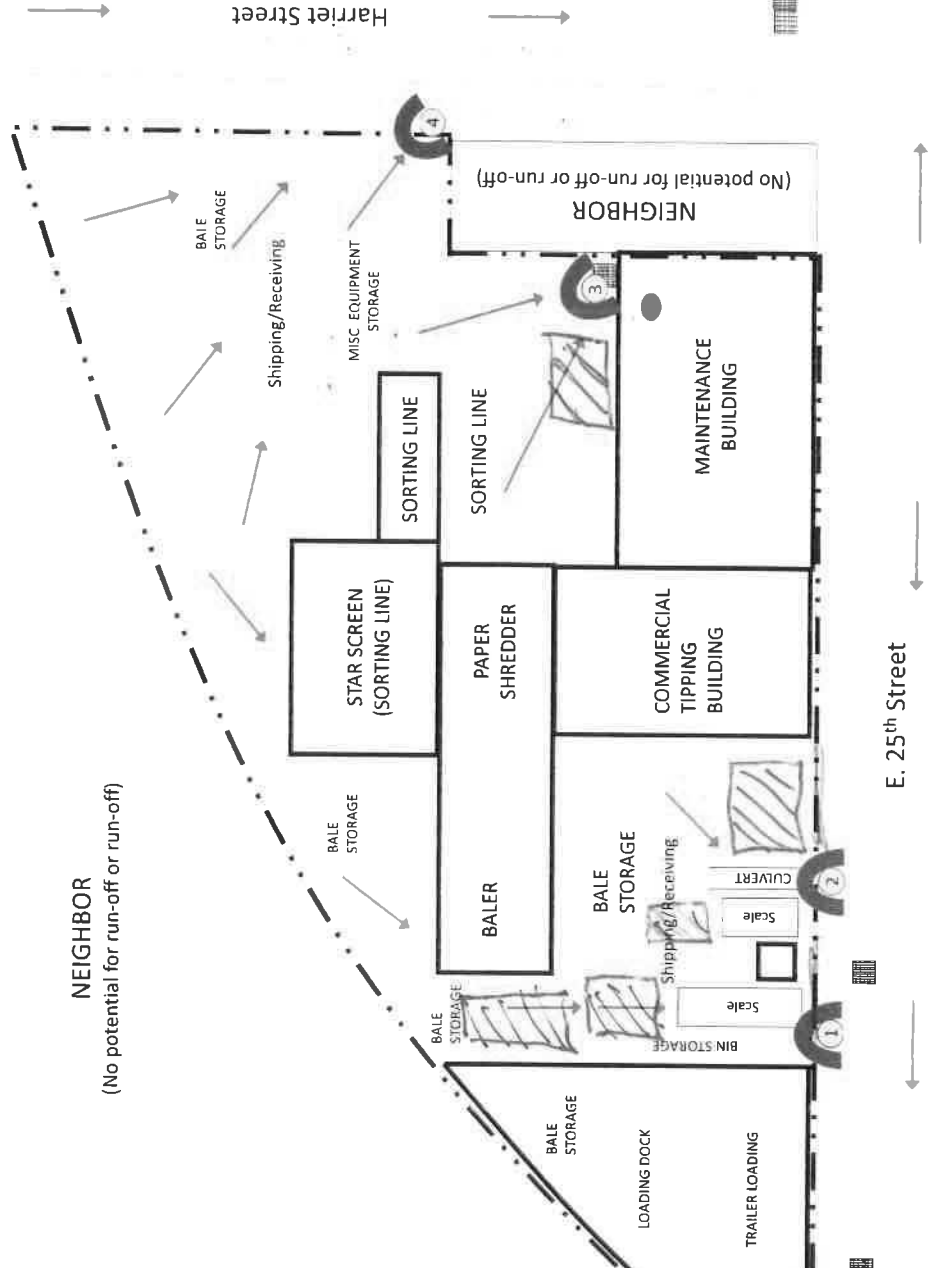 Harriet Street
4
BALE
STORAGE
Shipping/Receiving
MISC EQUIPMENT
STORAGE
NEIGHBOR
(No potential for run-off or run-off)
3
SORTING LINE
SORTING LINE
MAINTENANCE
BUILDING
STAR SCREEN
(SORTING LINE)
PAPER
SHREDDER
COMMERCIAL
TIPPING
BUILDING
E. 25th Street
NEIGHBOR
(No potential for run-off or run-off)
BALE
STORAGE
BALER
BALE
STORAGE
Shipping/Receiving
CULVERT
2
Scale
Scale
BALE
STORAGE
BIN STORAGE
1
BALE
STORAGE
LOADING DOCK
TRAILER LOADING